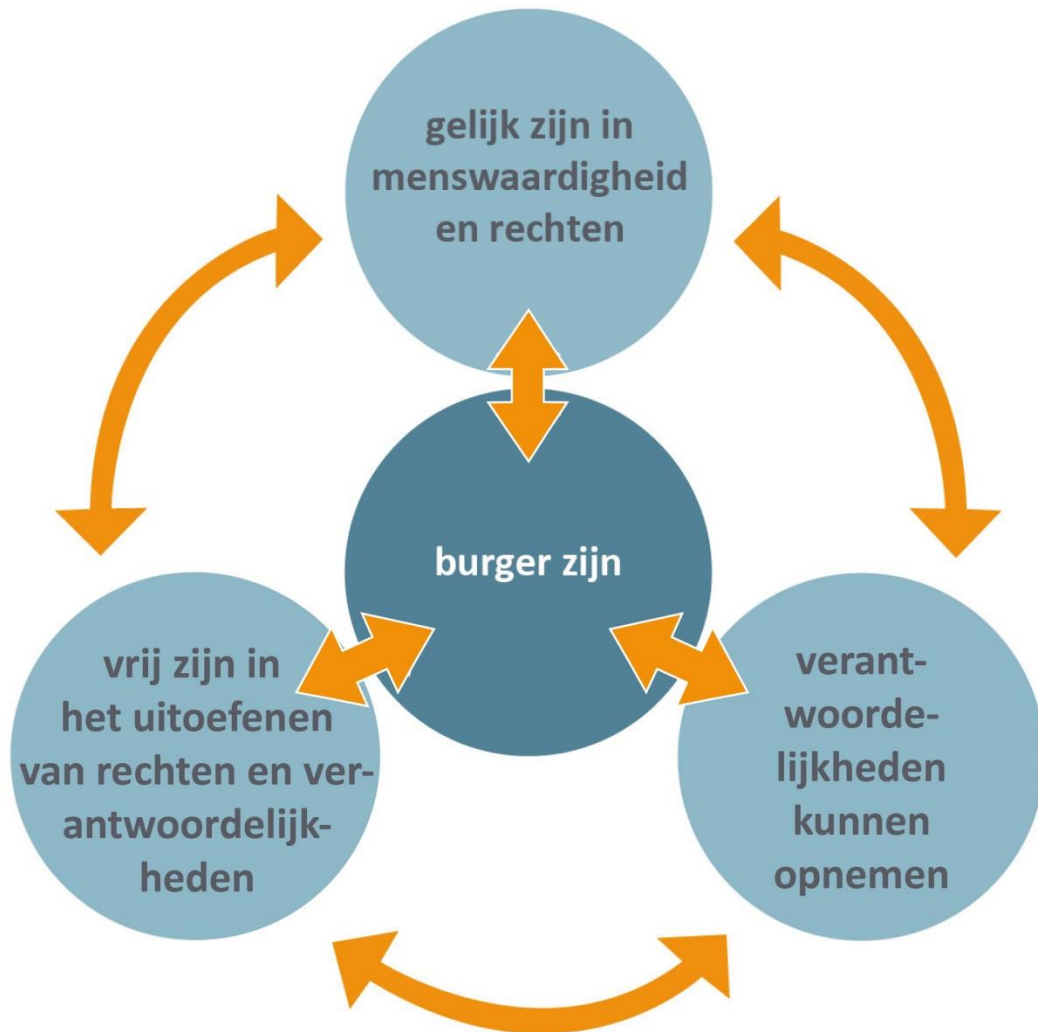 gelijk zijn in
menswaardigheid
en rechten
burger zijn
vrij zijn in
het uitoefenen
van rechten en ver-
antwoordelijk-
heden
verant-
woorde-
lijkheden
kunnen
opnemen